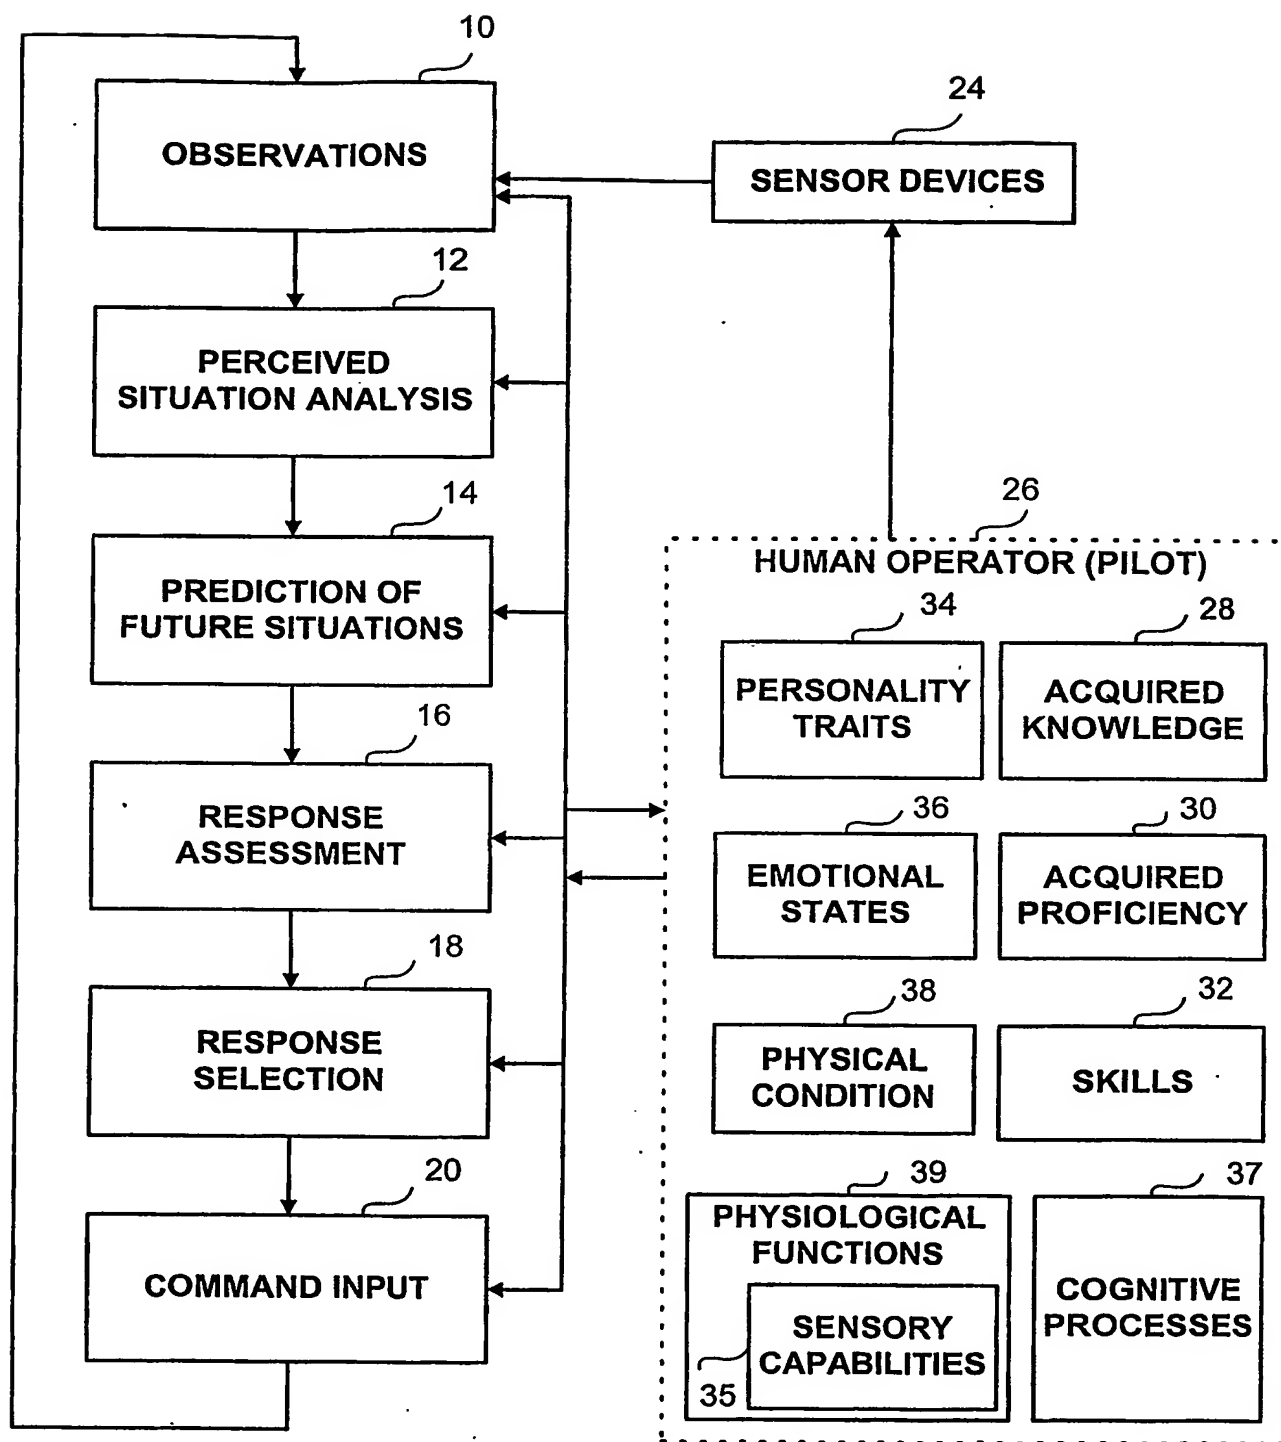 10
OBSERVATIONS
24
SENSOR DEVICES
12
PERCEIVED
SITUATION ANALYSIS
14
PREDICTION OF
FUTURE SITUATIONS
16
RESPONSE
ASSESSMENT
18
RESPONSE
SELECTION
20
COMMAND INPUT
26
HUMAN OPERATOR (PILOT)
34
PERSONALITY
TRAITS
28
ACQUIRED
KNOWLEDGE
36
EMOTIONAL
STATES
30
ACQUIRED
PROFICIENCY
38
PHYSICAL
CONDITION
32
SKILLS
39
PHYSIOLOGICAL
FUNCTIONS
SENSORY
CAPABILITIES
35
37
COGNITIVE
PROCESSES